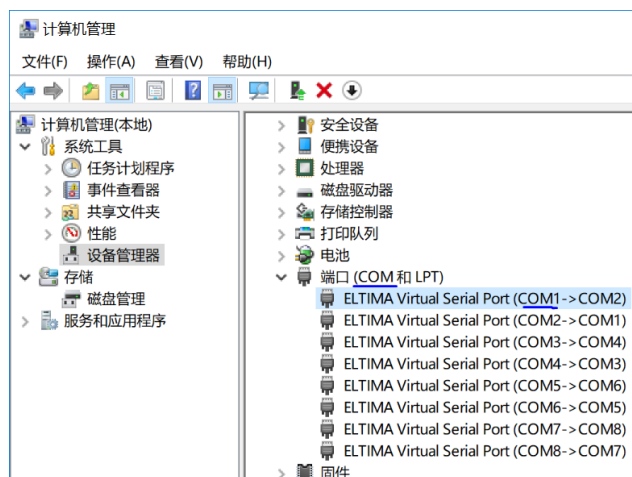 计算机管理
文件(F) 操作(A) 查看(V) 帮助(H)
计算机管理(本地)
系统工具
任务计划程序
事件查看器
共享文件夹
性能
设备管理器
存储
磁盘管理
服务和应用程序
安全设备
便携设备
处理器
磁盘驱动器
存储控制器
打印队列
电池
端口 (COM 和 LPT)
ELTIMA Virtual Serial Port (COM1->COM2)
ELTIMA Virtual Serial Port (COM2->COM1)
ELTIMA Virtual Serial Port (COM3->COM4)
ELTIMA Virtual Serial Port (COM4->COM3)
ELTIMA Virtual Serial Port (COM5->COM6)
ELTIMA Virtual Serial Port (COM6->COM5)
ELTIMA Virtual Serial Port (COM7->COM8)
ELTIMA Virtual Serial Port (COM8->COM7)
固件